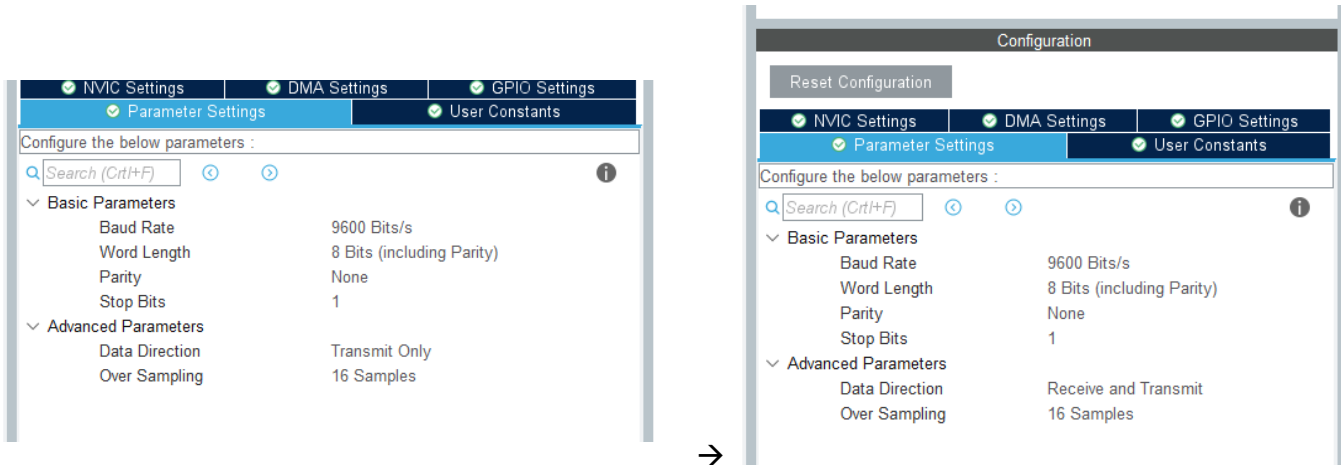 NVIC Settings DMA Settings GPIO Settings
Parameter Settings User Constants
Configure the below parameters :
Search (Crtl+F)
Basic Parameters
Baud Rate 9600 Bits/s
Word Length 8 Bits (including Parity)
Parity None
Stop Bits 1
Advanced Parameters
Data Direction Transmit Only
Over Sampling 16 Samples
→
Configuration
Reset Configuration
NVIC Settings DMA Settings GPIO Settings
Parameter Settings User Constants
Configure the below parameters :
Search (Crtl+F)
Basic Parameters
Baud Rate 9600 Bits/s
Word Length 8 Bits (including Parity)
Parity None
Stop Bits 1
Advanced Parameters
Data Direction Receive and Transmit
Over Sampling 16 Samples